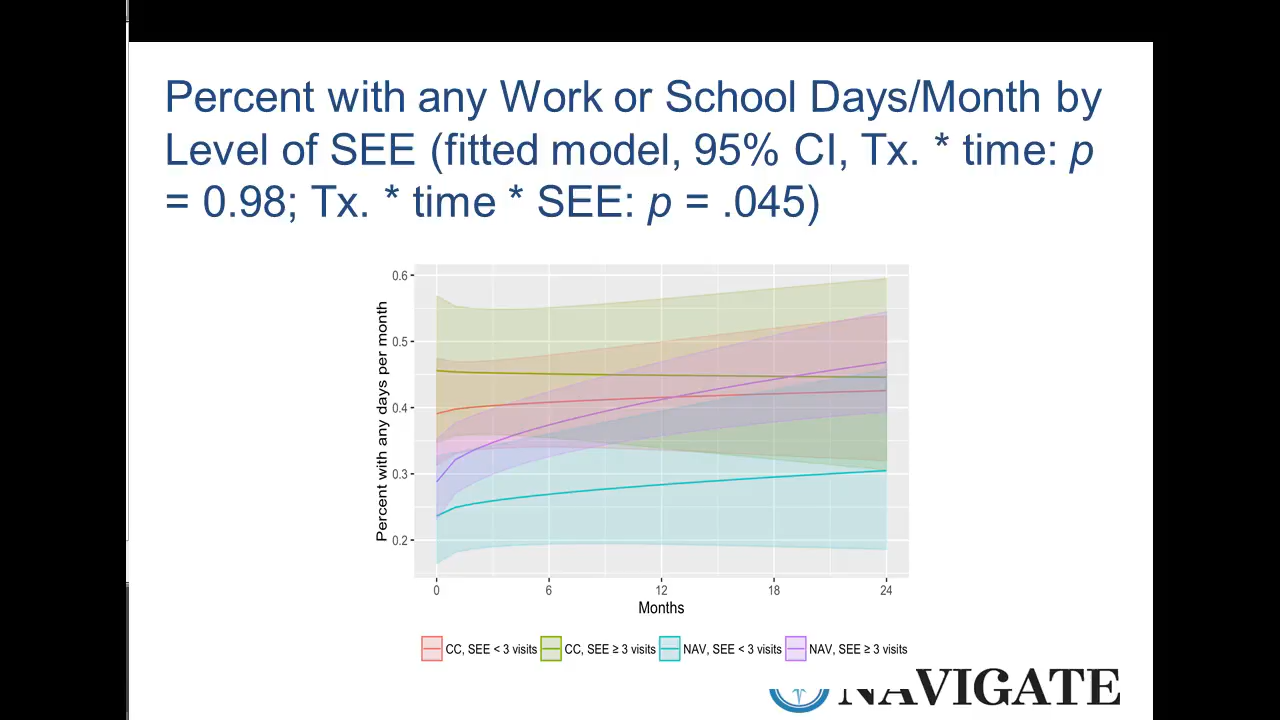 Percent with any Work or School Days/Month by
Level of SEE (fitted model, 95% CI, Tx. * time: p
= 0.98; Tx. * time * SEE: p = .045)
Percent with any days per month
0.6
0.5
0.4
0.3
0.2
0 6 12 18 24
Months
CC, SEE < 3 visits CC, SEE ≥ 3 visits NAV, SEE < 3 visits NAV, SEE ≥ 3 visits
NAVIGATE